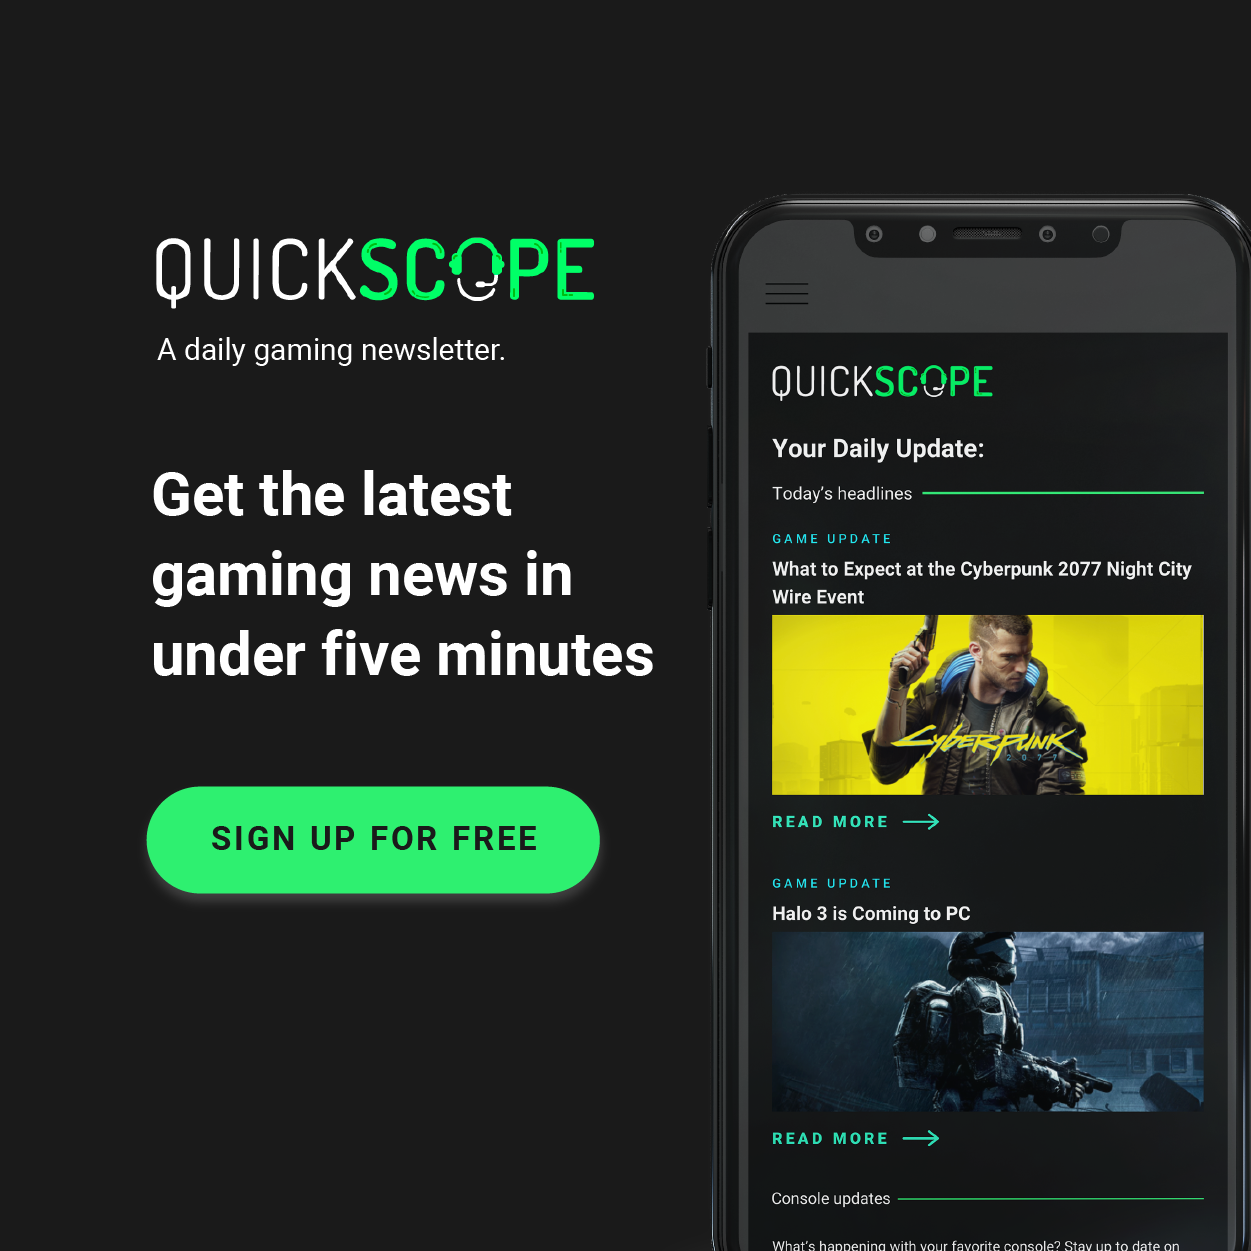 QUICKSCOPE
A daily gaming newsletter.
Get the latest
gaming news in
under five minutes
SIGN UP FOR FREE
QUICKSCOPE
Your Daily Update:
Today’s headlines
GAME UPDATE
What to Expect at the Cyberpunk 2077 Night City
Wire Event
CYBERPUNK
2077
READ MORE
GAME UPDATE
Halo 3 is Coming to PC
READ MORE
Console updates
What’s happening with your favorite console? Stay up to date on